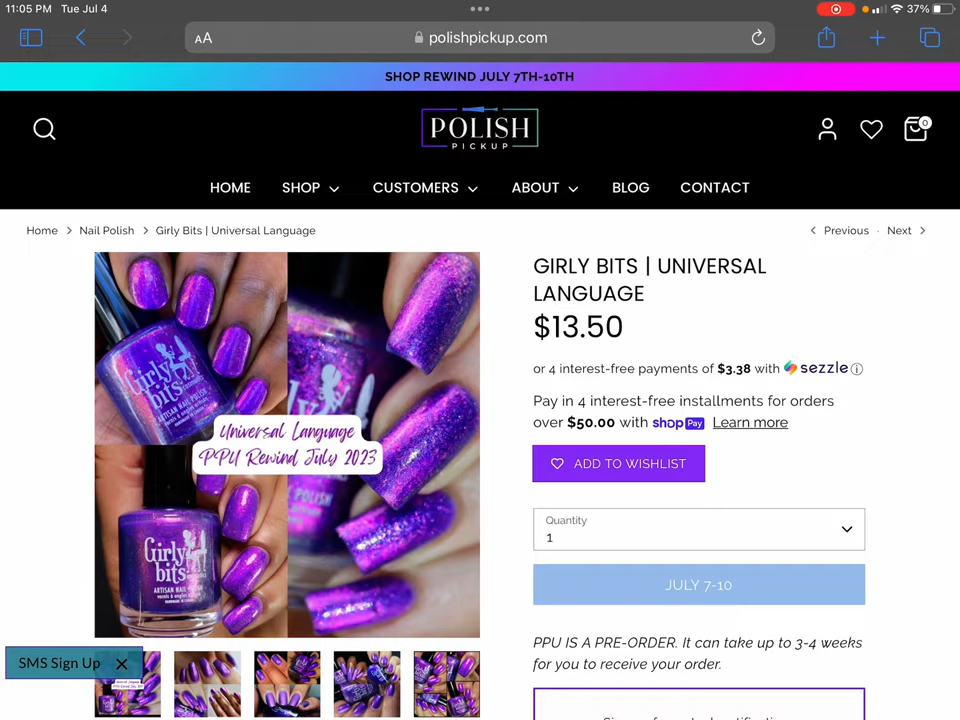 11:05 PM Tue Jul 4
37%
AA
polishpickup.com
SHOP REWIND JULY 7TH-10TH
POLISH
PICKUP
0
HOME SHOP CUSTOMERS ABOUT BLOG CONTACT
Home > Nail Polish > Girly Bits | Universal Language
< Previous · Next >
GIRLY BITS | UNIVERSAL
LANGUAGE
$13.50
or 4 interest-free payments of $3.38 with sezzle
Pay in 4 interest-free installments for orders
over $50.00 with shop Pay Learn more
ADD TO WISHLIST
Quantity
1
JULY 7-10
PPU IS A PRE-ORDER. It can take up to 3-4 weeks
for you to receive your order.
Girly
bits
ARTISAN NAIL POLISH
Universal Language
PPU Rewind July 2023
POLISH
Girly
bits
ARTISAN NAIL POLISH
SMS Sign Up